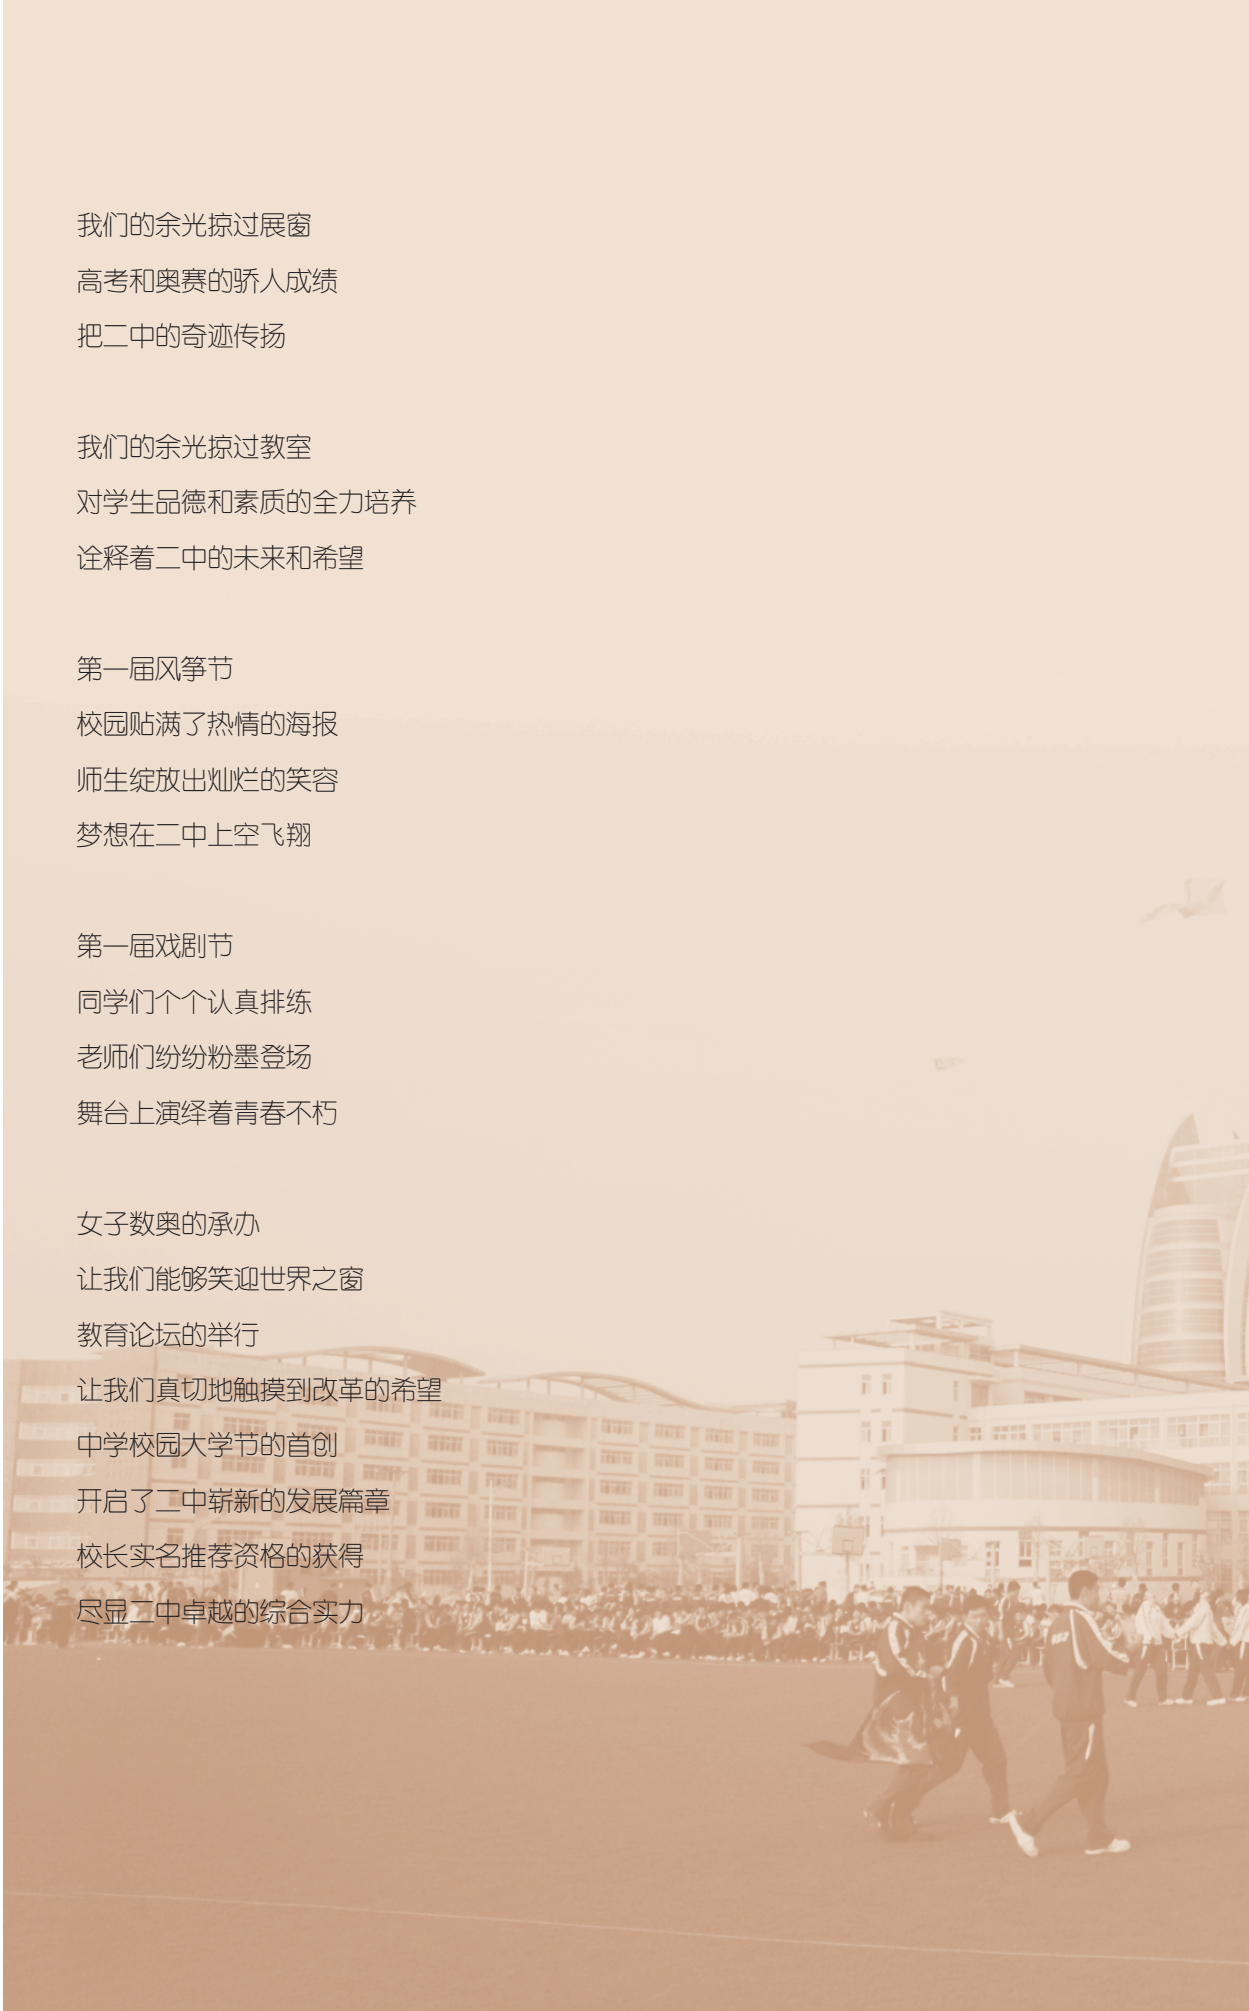 我们的余光掠过展窗
高考和奥赛的骄人成绩
把二中的奇迹传扬
我们的余光掠过教室
对学生品德和素质的全力培养
诠释着二中的未来和希望
第一届风筝节
校园贴满了热情的海报
师生绽放出灿烂的笑容
梦想在二中上空飞翔
第一届戏剧节
同学们个个认真排练
老师们纷纷粉墨登场
舞台上演绎着青春不朽
女子数奥的承办
让我们能够笑迎世界之窗
教育论坛的举行
让我们真切地触摸到改革的希望
中学校园大学节的首创
开启了二中崭新的发展篇章
校长实名推荐资格的获得
尽显二中卓越的综合实力